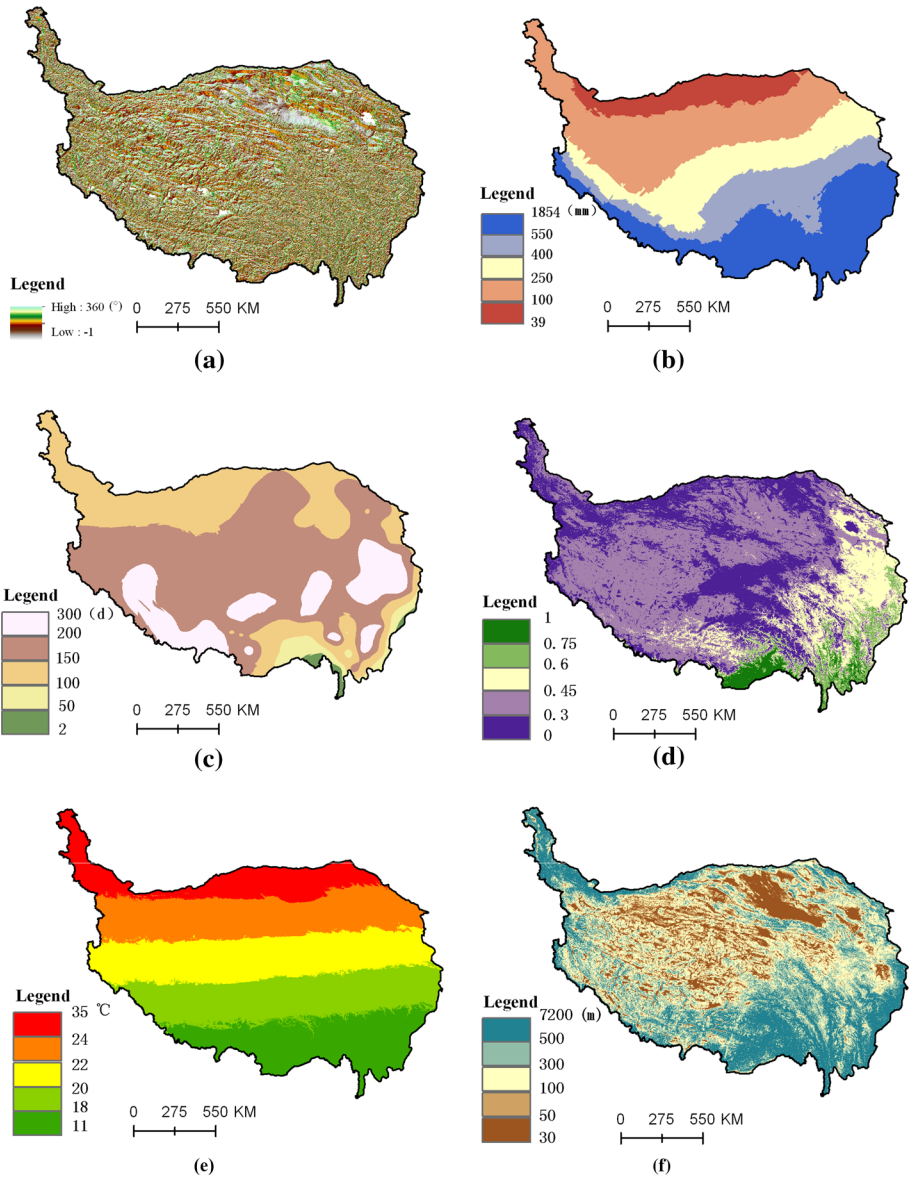 Legend
High : 360 (°)
Low : -1
0 275 550 KM
(a)
Legend
1854 (mm)
550
400
250
100
39
0 275 550 KM
(b)
Legend
300 (d)
200
150
100
50
2
0 275 550 KM
(c)
Legend
1
0.75
0.6
0.45
0.3
0
0 275 550 KM
(d)
Legend
35 ℃
24
22
20
18
11
0 275 550 KM
(e)
Legend
7200 (m)
500
300
100
50
30
0 275 550 KM
(f)